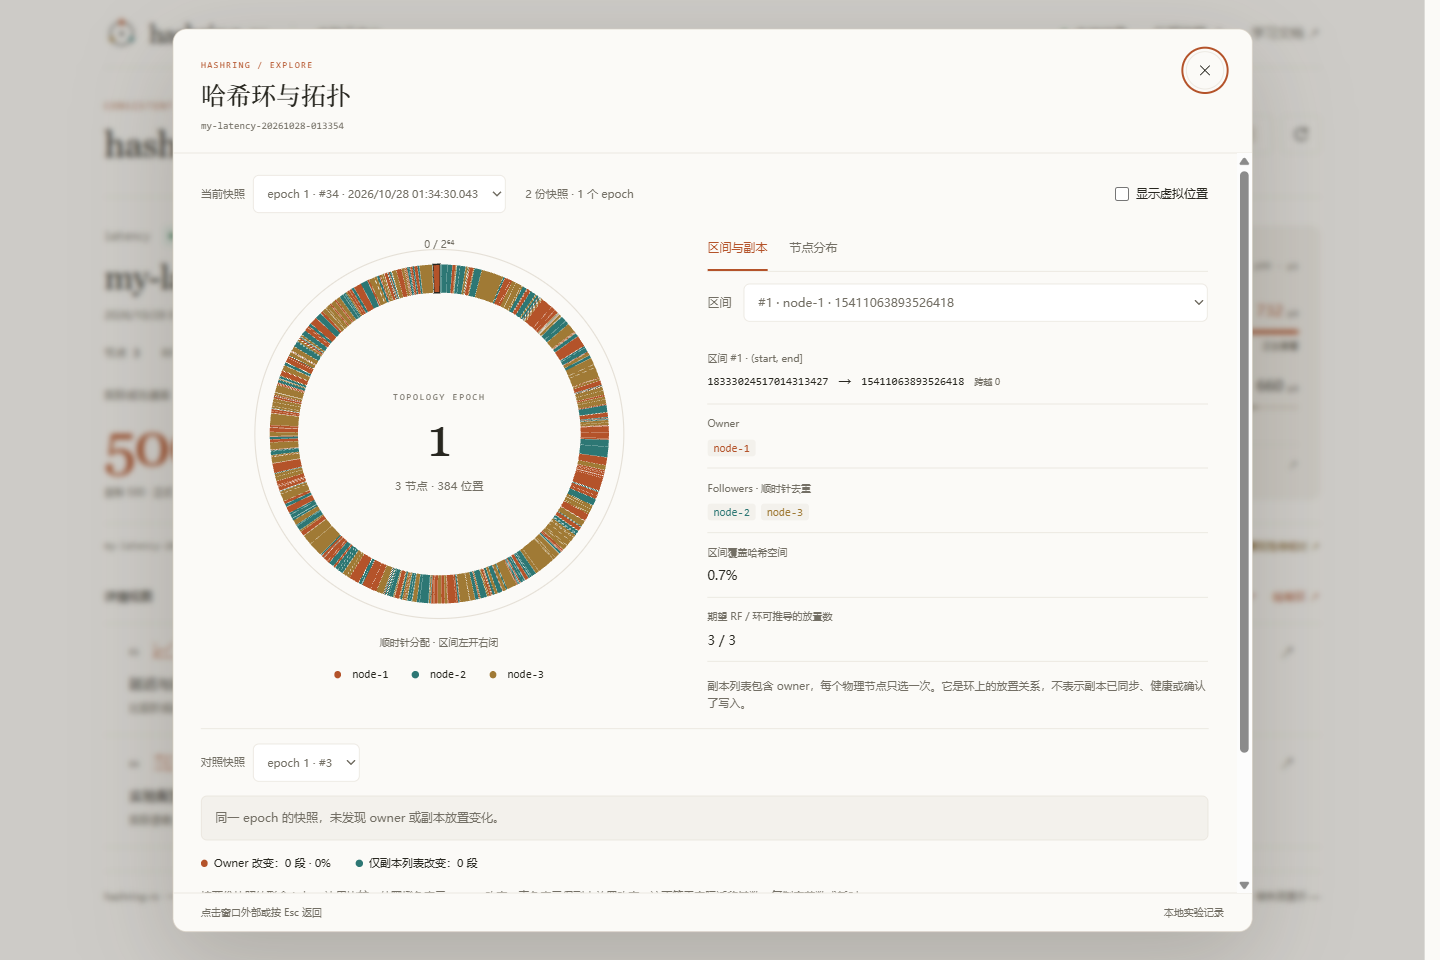 HASHRING / EXPLORE
哈希环与拓扑
my-latency-20261028-013354
当前快照
epoch 1 · #34 · 2026/10/28 01:34:30.043
2 份快照 · 1 个 epoch
显示虚拟位置
0 / 2⁶⁴
TOPOLOGY EPOCH
1
3 节点 · 384 位置
顺时针分配 · 区间左开右闭
node-1
node-2
node-3
区间与副本
节点分布
区间
#1 · node-1 · 15411063893526418
区间 #1 · (start, end]
18333024517014313427 → 15411063893526418 跨越 0
Owner
node-1
Followers · 顺时针去重
node-2 node-3
区间覆盖哈希空间
0.7%
期望 RF / 环可推导的放置数
3 / 3
副本列表包含 owner，每个物理节点只选一次。它是环上的放置关系，不表示副本已同步、健康或确认
了写入。
对照快照
epoch 1 · #3
同一 epoch 的快照，未发现 owner 或副本放置变化。
Owner 改变：0 段 · 0%
仅副本列表改变：0 段
点击窗口外部或按 Esc 返回
本地实验记录